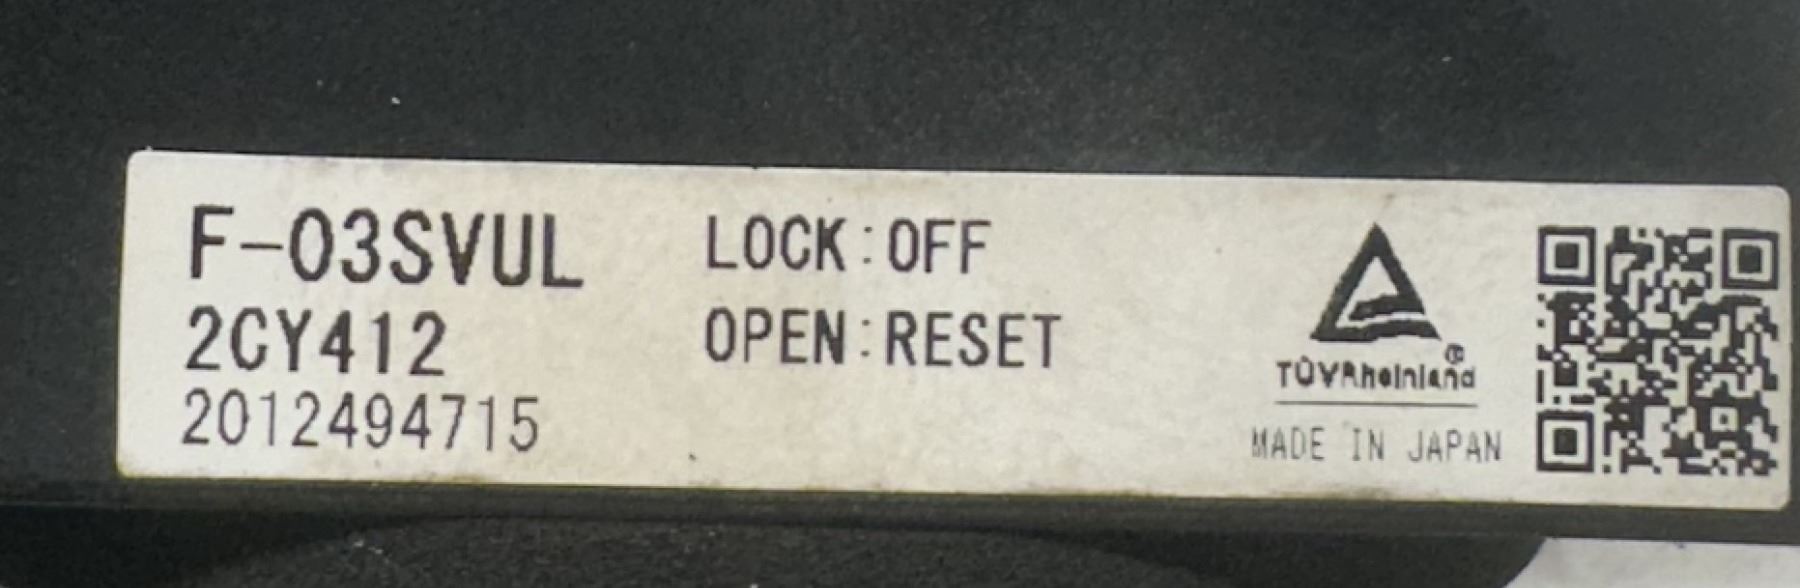 F-03SVUL
2CY412
2012494715
LOCK:OFF
OPEN:RESET
TÜVRheinland
®
MADE IN JAPAN